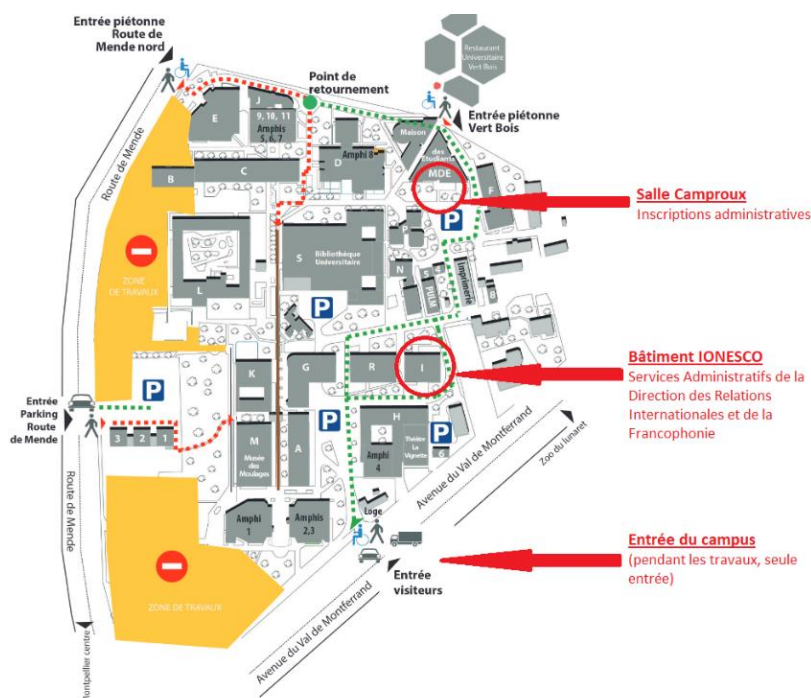 Entrée piétonne
Route de
Mende nord
Restaurant
Universitaire
Vert Bois
Point de
retournement
Entrée piétonne
Vert Bois
J
E
9, 10, 11
Amphis
5, 6, 7
Maison
des Etudiants
MDE
Amphi 8
D
C
B
F
Route de Mende
Salle Camproux
Inscriptions administratives
P
P
S
Bibliothèque
Universitaire
N
S
4
PULM
Imprimerie
8
L
ZONE
DE TRAVAUX
P
P
G
R
I
K
Bâtiment IONESCO
Services Administratifs de la
Direction des Relations
Internationales et de la
Francophonie
Entrée
Parking
Route
de Mende
3
2
1
M
Musée
des
Moulages
A
P
H
Amphi
4
Théâtre
La
Vignette
P
6
Avenue du Val de Montferrand
Zoo du lunaret
Route de Mende
Amphi
1
Amphis
2,3
Loge
Entrée
visiteurs
Entrée du campus
(pendant les travaux, seule
entrée)
ZONE DE TRAVAUX
Avenue du Val de Montferrand
Montpellier centre